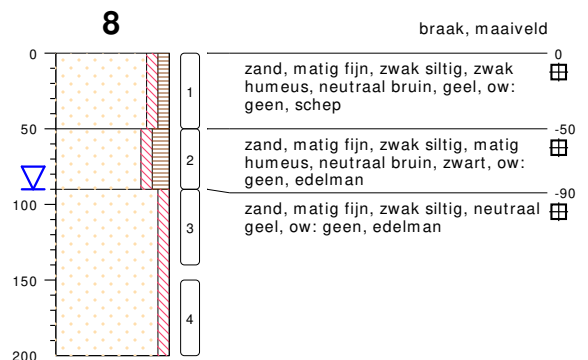 8
braak, maaiveld
0
0
zand, matig fijn, zwak siltig, zwak
humeus, neutraal bruin, geel, ow:
geen, schep
1
50
-50
zand, matig fijn, zwak siltig, matig
humeus, neutraal bruin, zwart, ow:
geen, edelman
2
-90
100
zand, matig fijn, zwak siltig, neutraal
geel, ow: geen, edelman
3
150
4
200